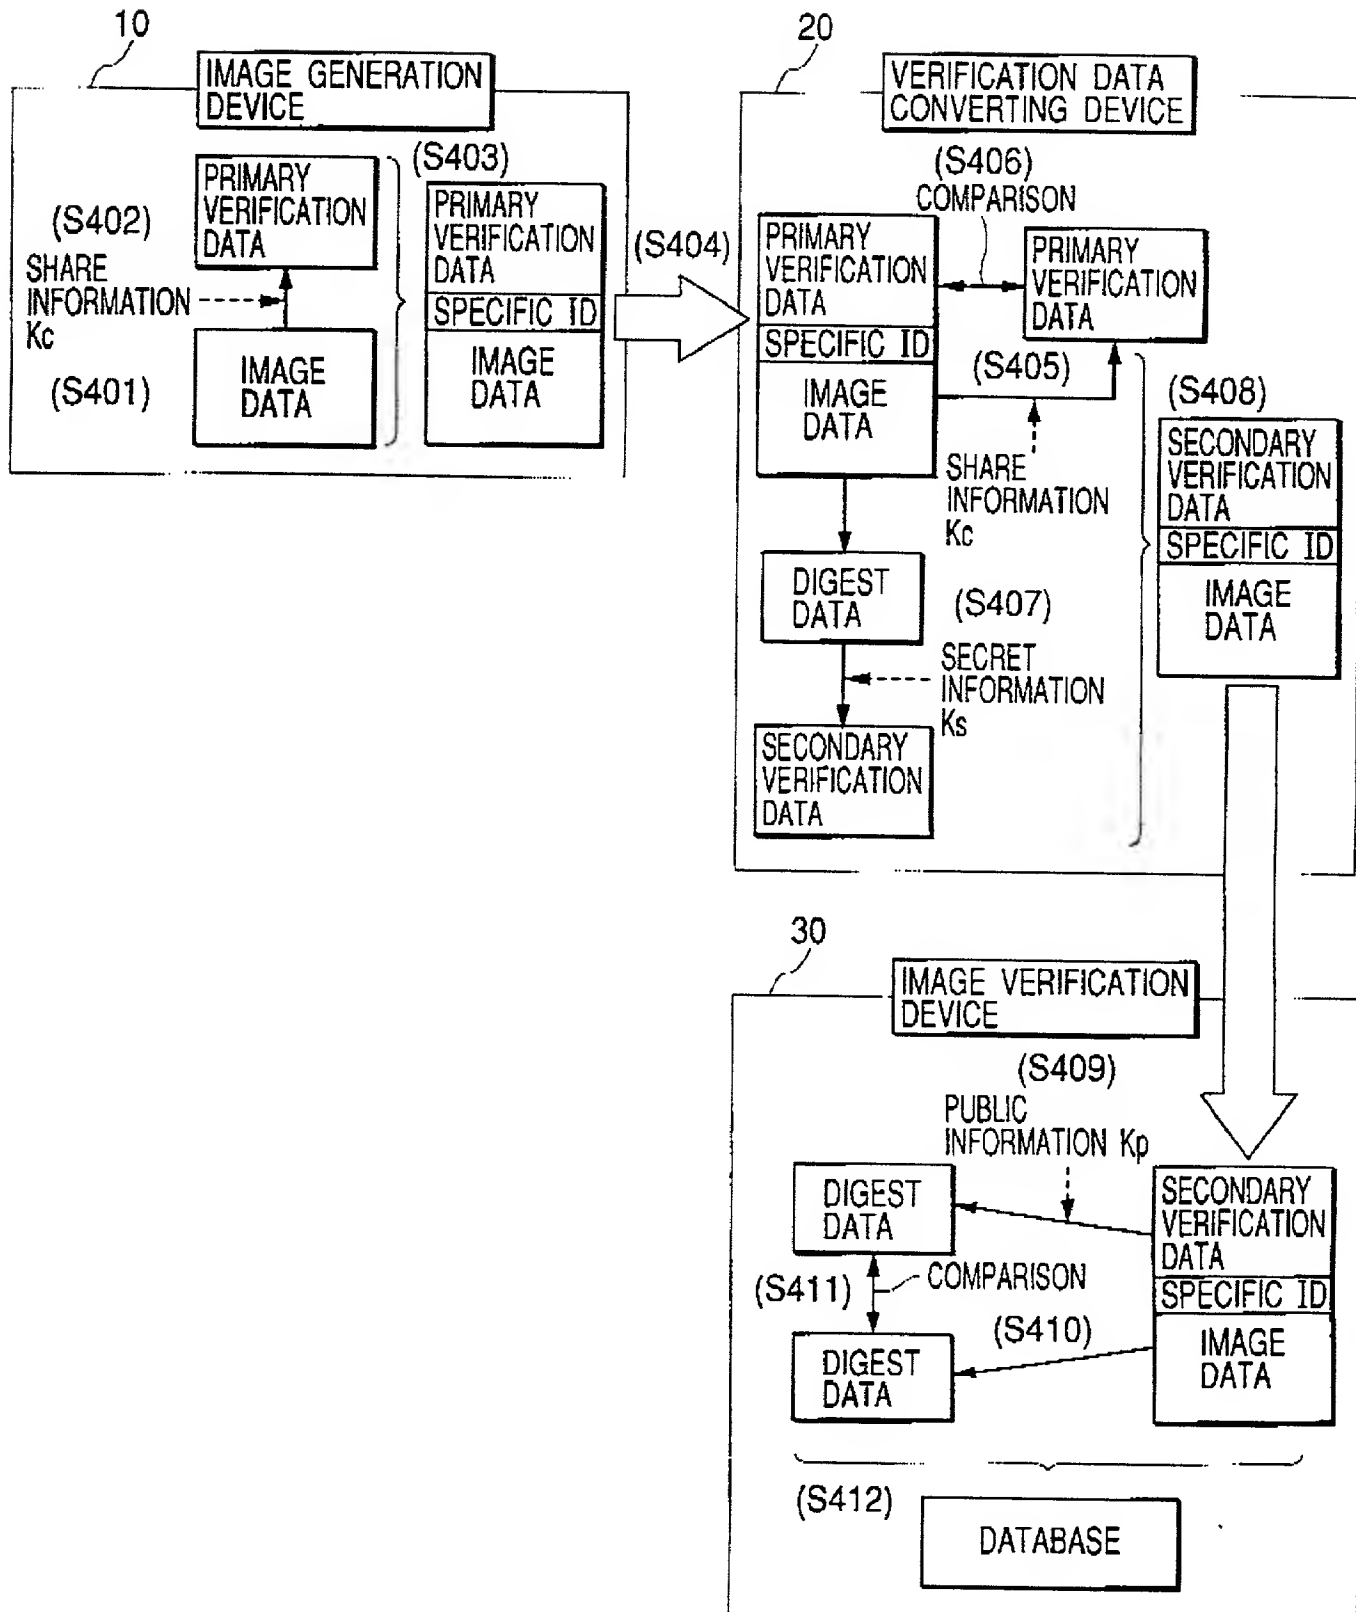 10
IMAGE GENERATION
DEVICE
(S402)
SHARE
INFORMATION
Kc
(S401)
PRIMARY
VERIFICATION
DATA
IMAGE
DATA
(S403)
PRIMARY
VERIFICATION
DATA
SPECIFIC ID
IMAGE
DATA
(S404)
20
VERIFICATION DATA
CONVERTING DEVICE
(S406)
COMPARISON
PRIMARY
VERIFICATION
DATA
SPECIFIC ID
IMAGE
DATA
PRIMARY
VERIFICATION
DATA
(S405)
SHARE
INFORMATION
Kc
DIGEST
DATA
(S407)
SECRET
INFORMATION
Ks
SECONDARY
VERIFICATION
DATA
(S408)
SECONDARY
VERIFICATION
DATA
SPECIFIC ID
IMAGE
DATA
30
IMAGE VERIFICATION
DEVICE
(S409)
PUBLIC
INFORMATION Kp
DIGEST
DATA
SECONDARY
VERIFICATION
DATA
SPECIFIC ID
IMAGE
DATA
(S411)
COMPARISON
(S410)
DIGEST
DATA
(S412)
DATABASE